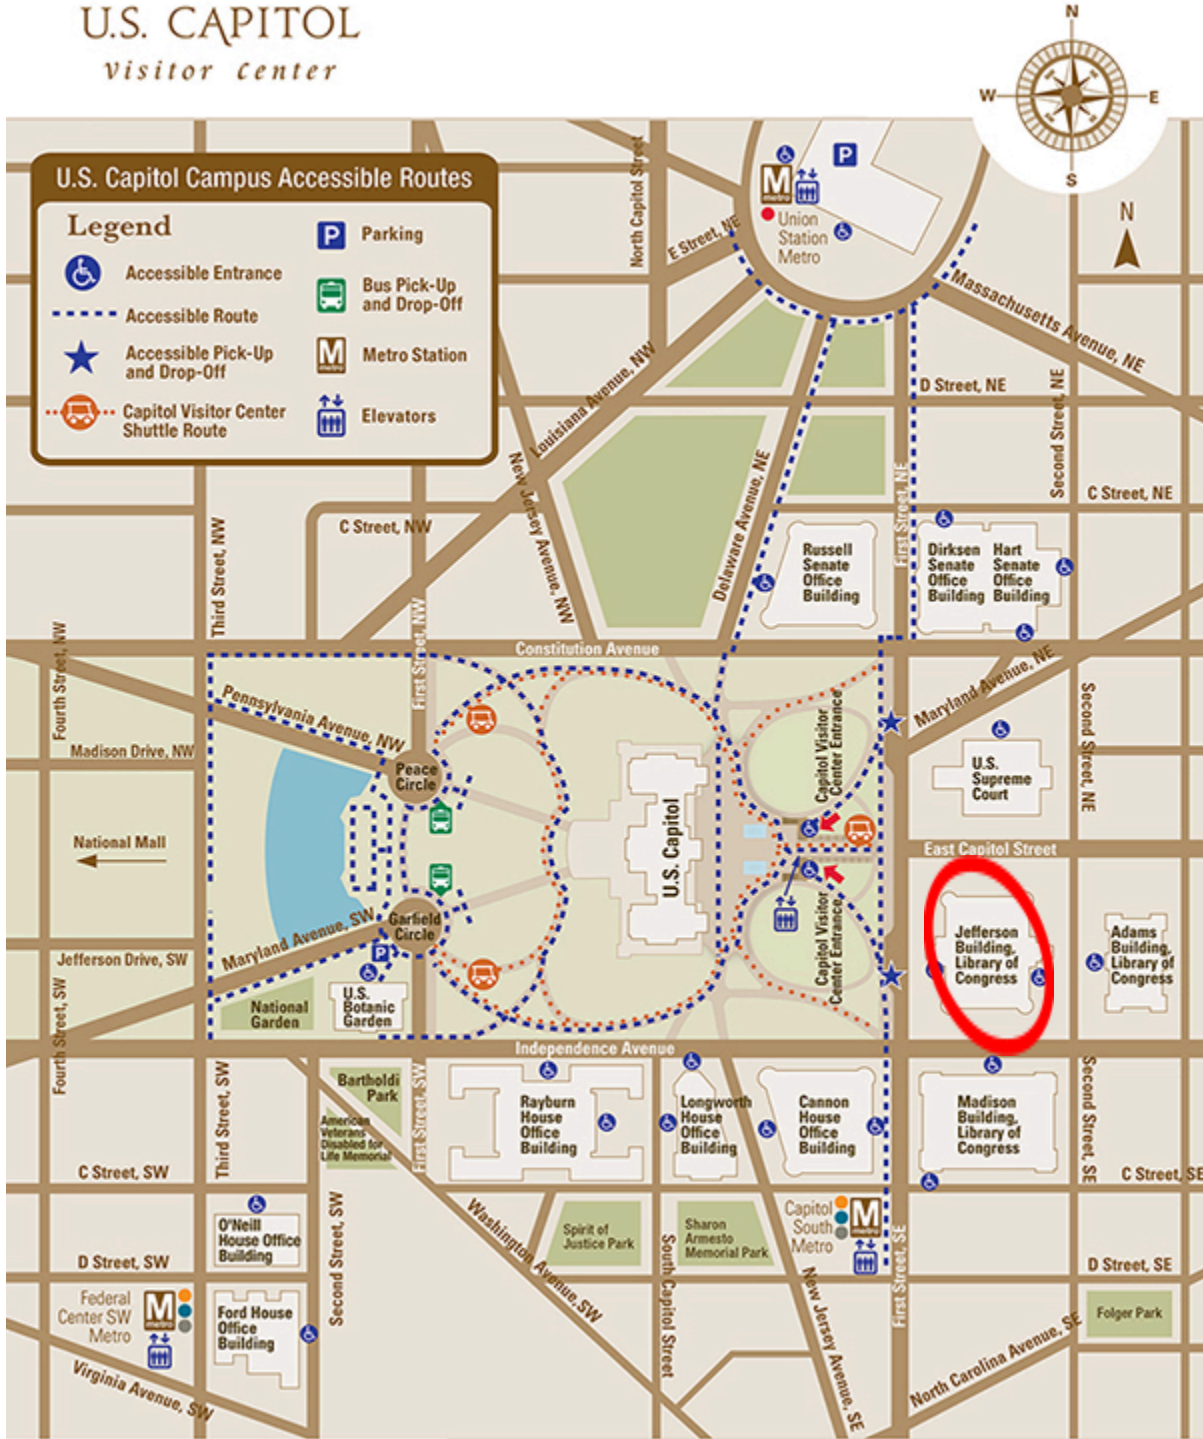 U.S. CAPITOL
Visitor Center
N
W
E
S
N
U.S. Capitol Campus Accessible Routes
Legend
Accessible Entrance
Accessible Route
Accessible Pick-Up
and Drop-Off
Capitol Visitor Center
Shuttle Route
P
Parking
Bus Pick-Up
and Drop-Off
M
metro
Metro Station
Elevators
P
M
metro
Union
Station
Metro
North Capitol Street
E Street, NE
Massachusetts Avenue, NE
Louisiana Avenue, NW
D Street, NE
Second Street, NE
New Jersey Avenue, NW
Delaware Avenue, NE
First Street, NE
C Street, NE
C Street, NW
Third Street, NW
Russell
Senate
Office
Building
Dirksen
Senate
Office
Building
Hart
Senate
Office
Building
First Street, NW
Fourth Street, NW
Constitution Avenue
Maryland Avenue, NE
Pennsylvania Avenue, NW
Second Street, NE
Madison Drive, NW
Peace
Circle
Capitol Visitor
Center Entrance
U.S.
Supreme
Court
National Mall
U.S. Capitol
East Capitol Street
Garfield
Circle
Maryland Avenue, SW
Capitol Visitor
Center Entrance
Jefferson
Building,
Library of
Congress
Adams
Building,
Library of
Congress
Jefferson Drive, SW
P
U.S.
Botanic
Garden
National
Garden
Fourth Street, SW
Independence Avenue
Bartholdi
Park
American
Veterans
Disabled for
Life Memorial
Third Street, SW
First Street, SW
Rayburn
House
Office
Building
Longworth
House
Office
Building
Cannon
House
Office
Building
Madison
Building,
Library of
Congress
Second Street, SE
C Street, SW
C Street, SE
O'Neill
House Office
Building
Second Street, SW
Washington Avenue, SW
Spirit of
Justice Park
South Capitol Street
Sharon
Armesto
Memorial Park
Capitol
South
Metro
M
metro
D Street, SW
D Street, SE
First Street, SE
New Jersey Avenue, SE
Federal
Center SW
Metro
M
metro
Ford House
Office
Building
Folger Park
North Carolina Avenue, SE
Virginia Avenue, SW